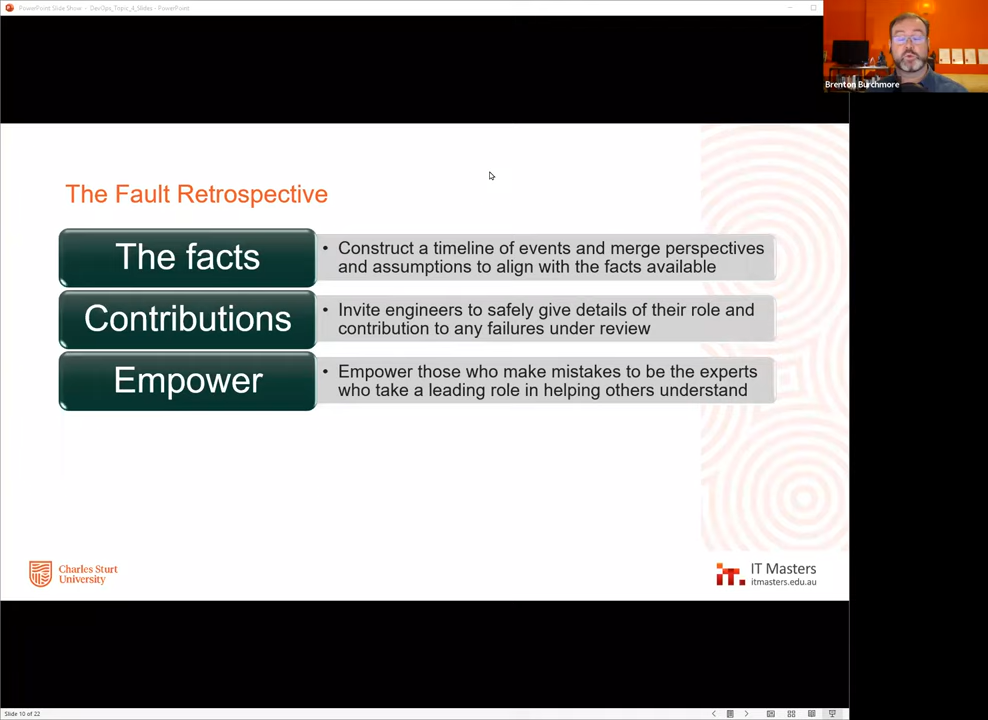 PowerPoint Slide Show - DevOps_Topic_4_Slides - PowerPoint
Brenton Burchmore
The Fault Retrospective
The facts
• Construct a timeline of events and merge perspectives
and assumptions to align with the facts available
Contributions
• Invite engineers to safely give details of their role and
contribution to any failures under review
Empower
• Empower those who make mistakes to be the experts
who take a leading role in helping others understand
Charles Sturt
University
IT Masters
itmasters.edu.au
Slide 10 of 22